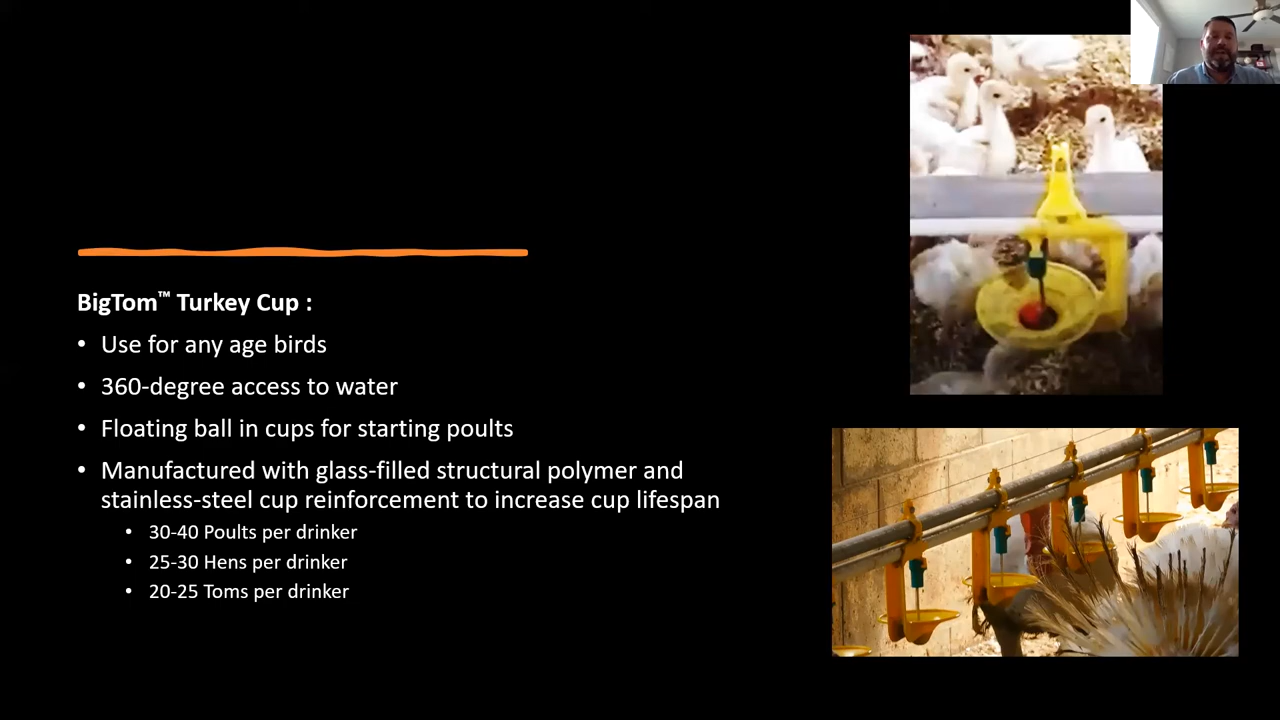 BigTom™ Turkey Cup :
• Use for any age birds
• 360-degree access to water
• Floating ball in cups for starting poults
• Manufactured with glass-filled structural polymer and
stainless-steel cup reinforcement to increase cup lifespan
• 30-40 Poults per drinker
• 25-30 Hens per drinker
• 20-25 Toms per drinker